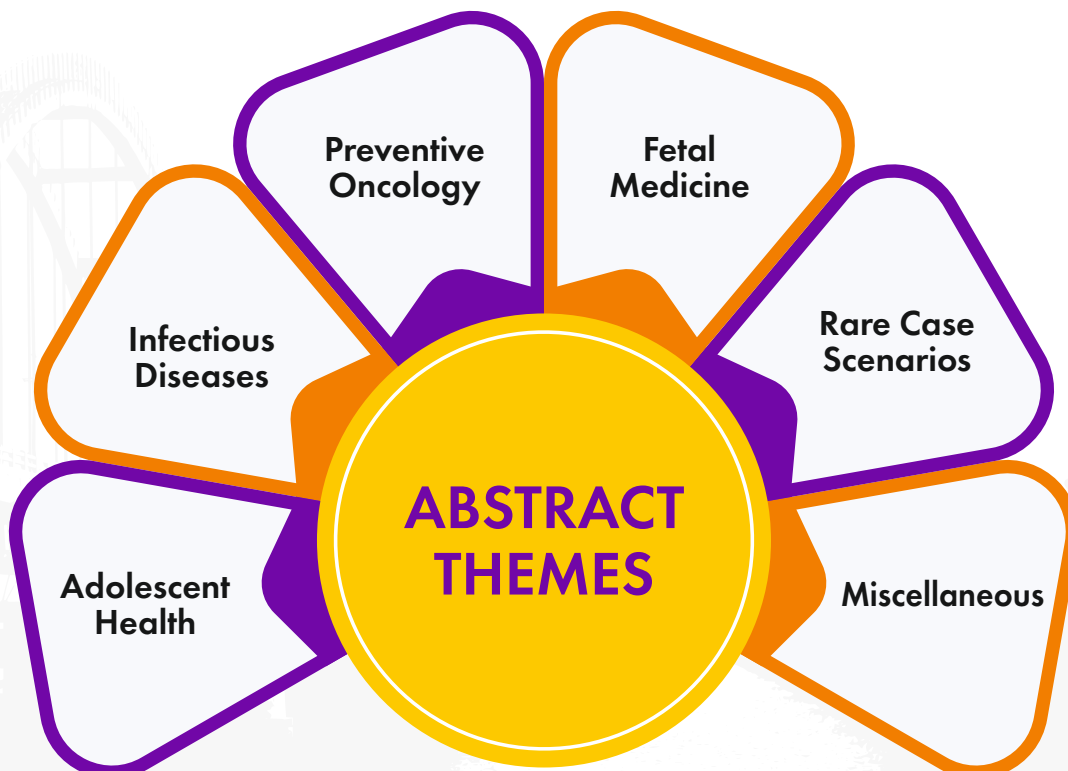 Preventive
Oncology
Fetal
Medicine
Infectious
Diseases
Rare Case
Scenarios
ABSTRACT
THEMES
Adolescent
Health
Miscellaneous